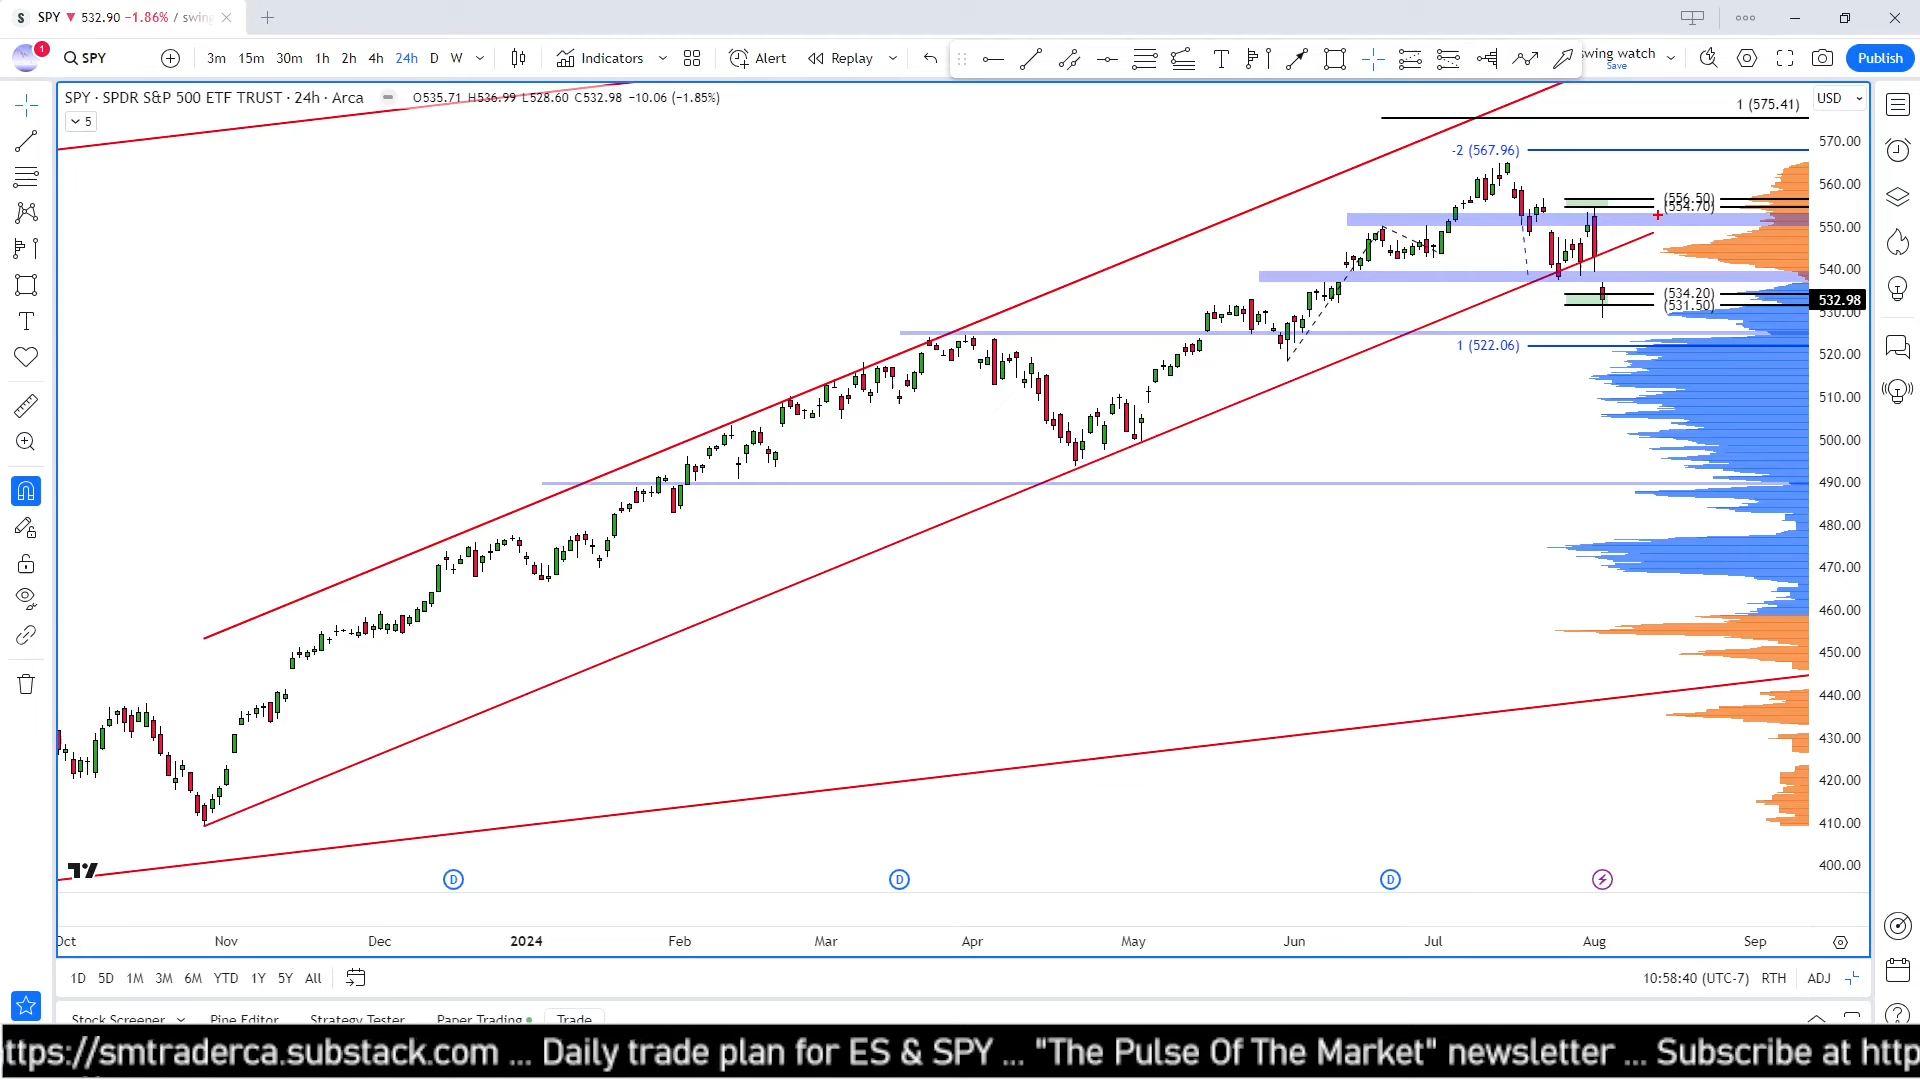 S SPY ▼ 532.90 −1.86% / swing
1
SPY
3m 15m 30m 1h 2h 4h 24h D W
Indicators
Alert
Replay
swing watch
Save
Publish
SPY · SPDR S&P 500 ETF TRUST · 24h · Arca
O535.71 H536.99 L528.60 C532.98 −10.06 (−1.85%)
5
USD
1 (575.41)
-2 (567.96)
(556.50)
(554.70)
(534.20)
(531.50)
1 (522.06)
570.00
560.00
550.00
540.00
532.98
530.00
520.00
510.00
500.00
490.00
480.00
470.00
460.00
450.00
440.00
430.00
420.00
410.00
400.00
D D D
Oct Nov Dec 2024 Feb Mar Apr May Jun Jul Aug Sep
1D 5D 1M 3M 6M YTD 1Y 5Y All
10:58:40 (UTC-7) RTH ADJ
Stock Screener Pine Editor Strategy Tester Paper Trading Trade
ttps://smtraderca.substack.com ... Daily trade plan for ES & SPY ... "The Pulse Of The Market" newsletter ... Subscribe at http